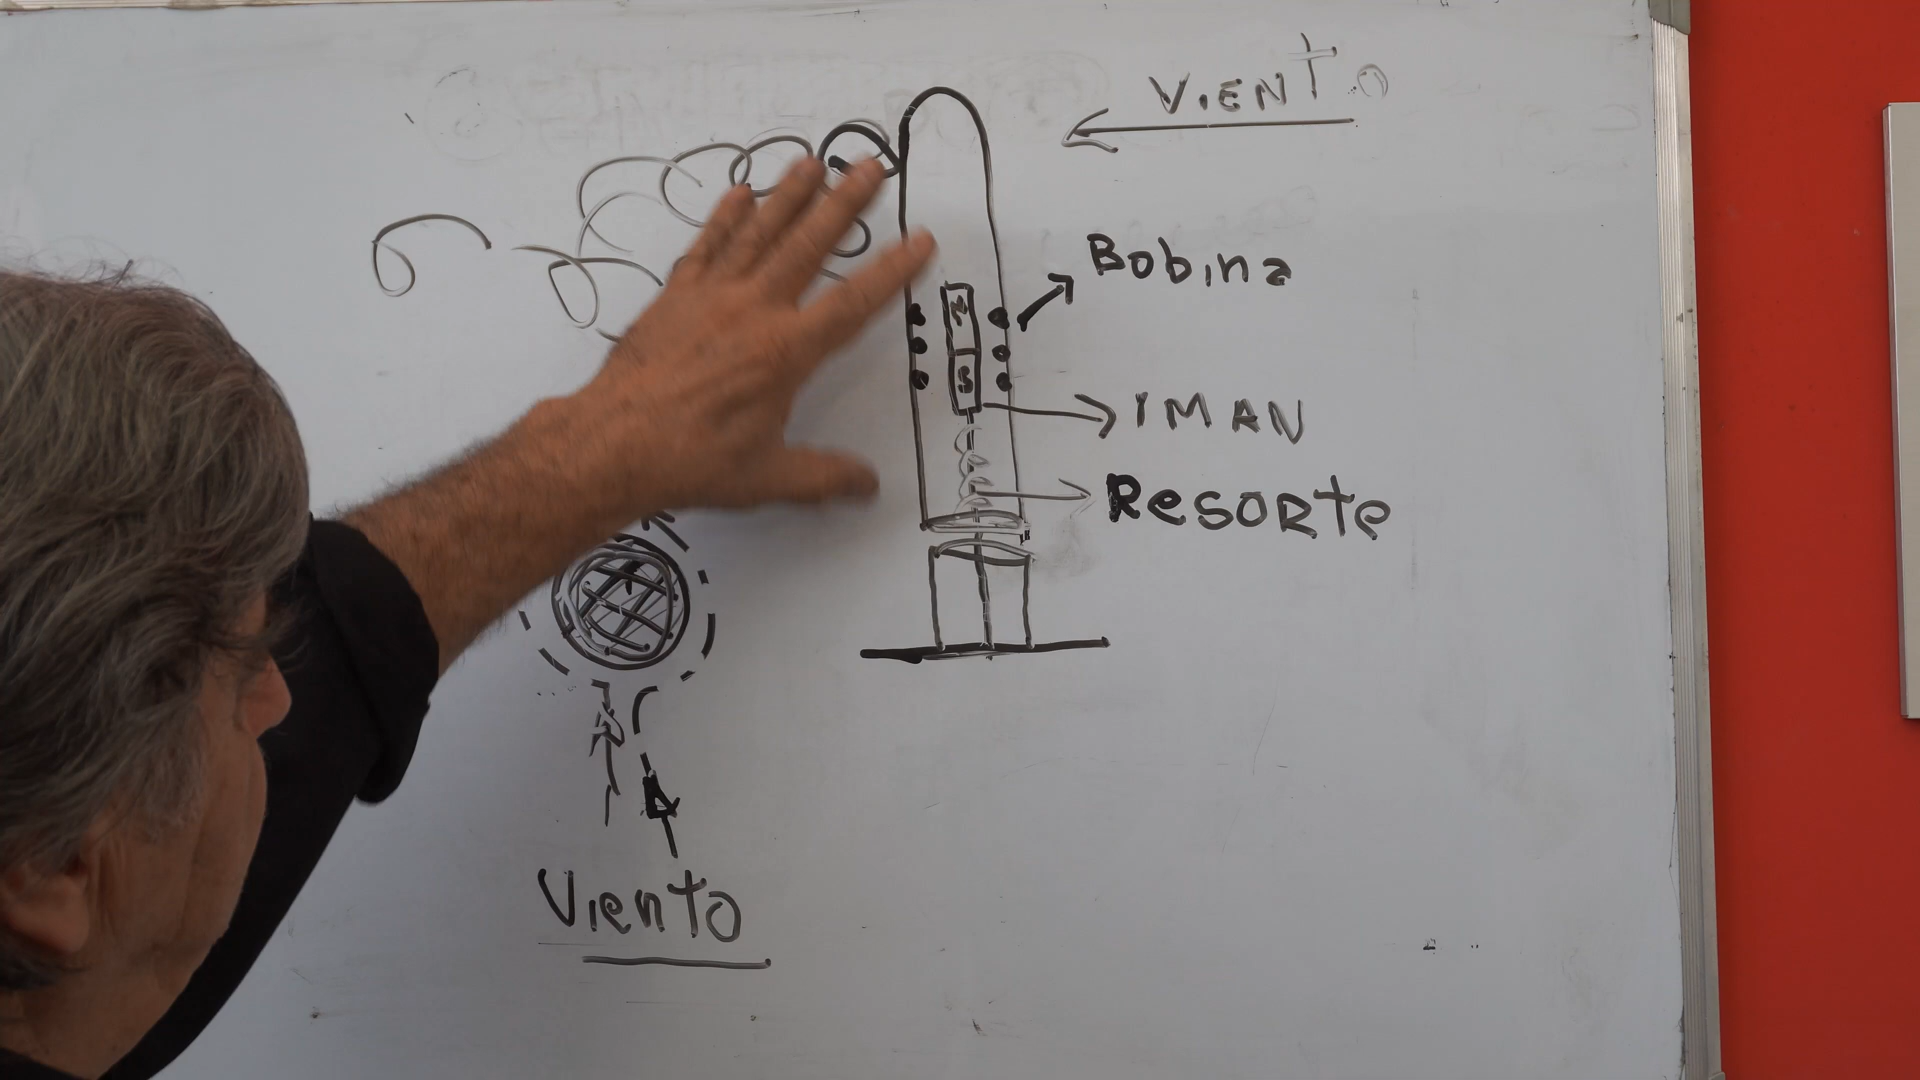 VIENTO
Bobina
N
S
IMAN
ResoRte
Viento